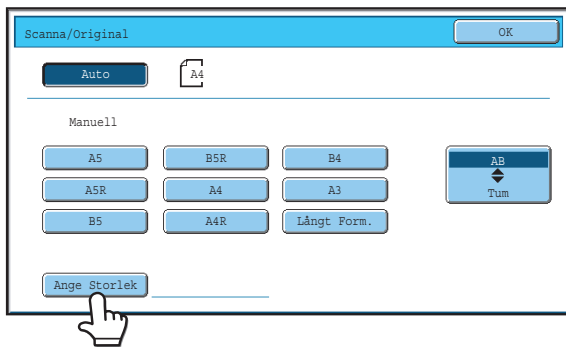 Scanna/Original OK
Auto A4
Manuell
A5 B5R B4 AB
A5R A4 A3 Tum
B5 A4R Långt Form.
Ange Storlek